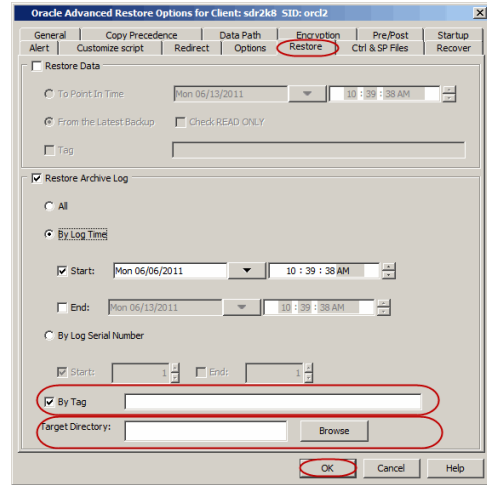 Oracle Advanced Restore Options for Client: sdr2k8 SID: orcl2
General Copy Precedence Data Path Encryption Pre/Post Startup
Alert Customize script Redirect Options Restore Ctrl & SP Files Recover
Restore Data
To Point In Time Mon 06/13/2011 10 : 39 : 38 AM
From the Latest Backup Check READ ONLY
Tag
Restore Archive Log
All
By Log Time
Start: Mon 06/06/2011 10 : 39 : 38 AM
End: Mon 06/13/2011 10 : 39 : 38 AM
By Log Serial Number
Start: 1 End: 1
By Tag
Target Directory: Browse
OK Cancel Help